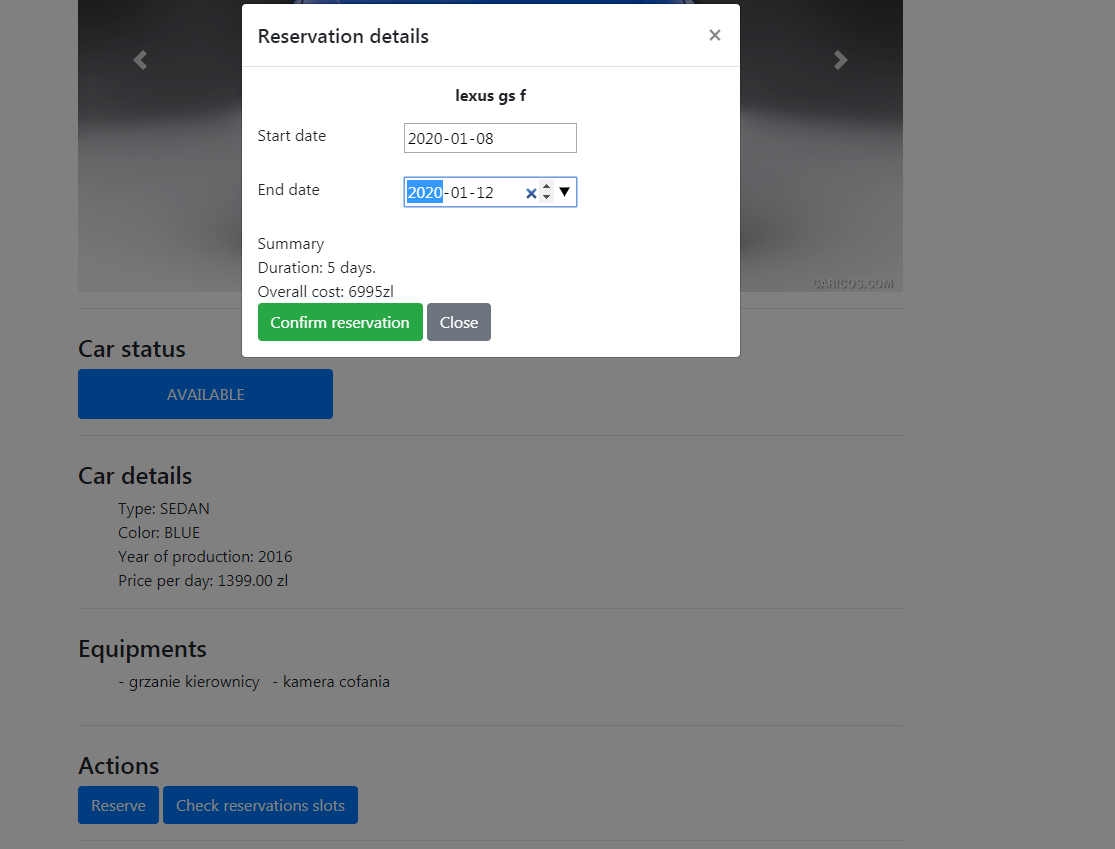 Reservation details ×
lexus gs f
Start date 2020-01-08
End date 2020-01-12
Summary
Duration: 5 days.
Overall cost: 6995zl
Confirm reservation Close
CARICOS.COM
Car status
AVAILABLE
Car details
Type: SEDAN
Color: BLUE
Year of production: 2016
Price per day: 1399.00 zl
Equipments
- grzanie kierownicy - kamera cofania
Actions
Reserve Check reservations slots